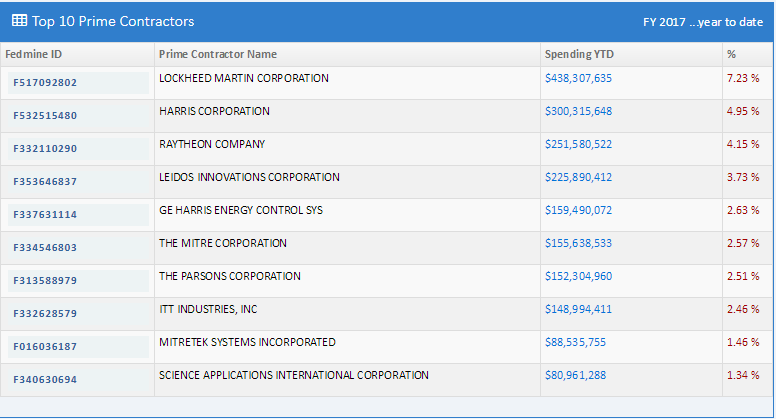 Top 10 Prime Contractors FY 2017 ...year to date
Fedmine ID Prime Contractor Name Spending YTD %
F517092802 LOCKHEED MARTIN CORPORATION $438,307,635 7.23 %
F532515480 HARRIS CORPORATION $300,315,648 4.95 %
F332110290 RAYTHEON COMPANY $251,580,522 4.15 %
F353646837 LEIDOS INNOVATIONS CORPORATION $225,890,412 3.73 %
F337631114 GE HARRIS ENERGY CONTROL SYS $159,490,072 2.63 %
F334546803 THE MITRE CORPORATION $155,638,533 2.57 %
F313588979 THE PARSONS CORPORATION $152,304,960 2.51 %
F332628579 ITT INDUSTRIES, INC $148,994,411 2.46 %
F016036187 MITRETEK SYSTEMS INCORPORATED $88,535,755 1.46 %
F340630694 SCIENCE APPLICATIONS INTERNATIONAL CORPORATION $80,961,288 1.34 %